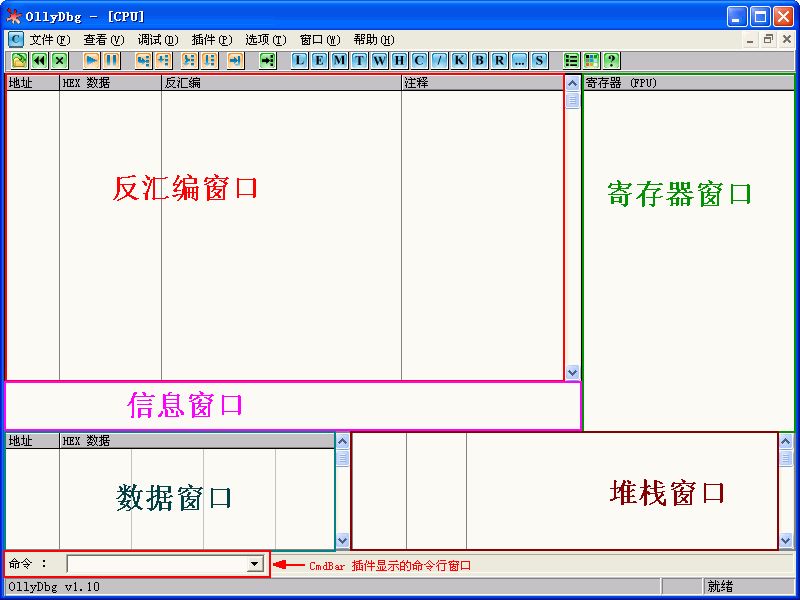 OllyDbg - [CPU]
C 文件(F) 查看(V) 调试(D) 插件(P) 选项(T) 窗口(W) 帮助(H)
L E M T W H C / K B R ... S ?
地址 HEX 数据 反汇编 注释 寄存器 (FPU)
反汇编窗口
寄存器窗口
信息窗口
地址 HEX 数据
数据窗口
堆栈窗口
命令 : CmdBar 插件显示的命令行窗口
OllyDbg v1.10 就绪